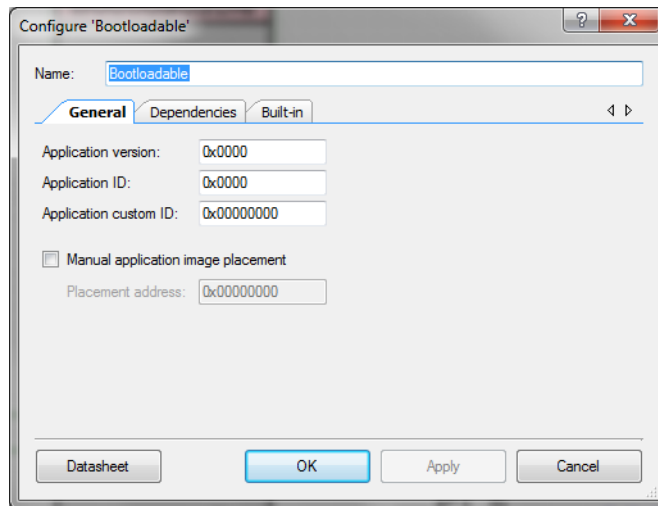 Configure 'Bootloadable'
Name: Bootloadable
General Dependencies Built-in
Application version: 0x0000
Application ID: 0x0000
Application custom ID: 0x00000000
Manual application image placement
Placement address: 0x00000000
Datasheet OK Apply Cancel